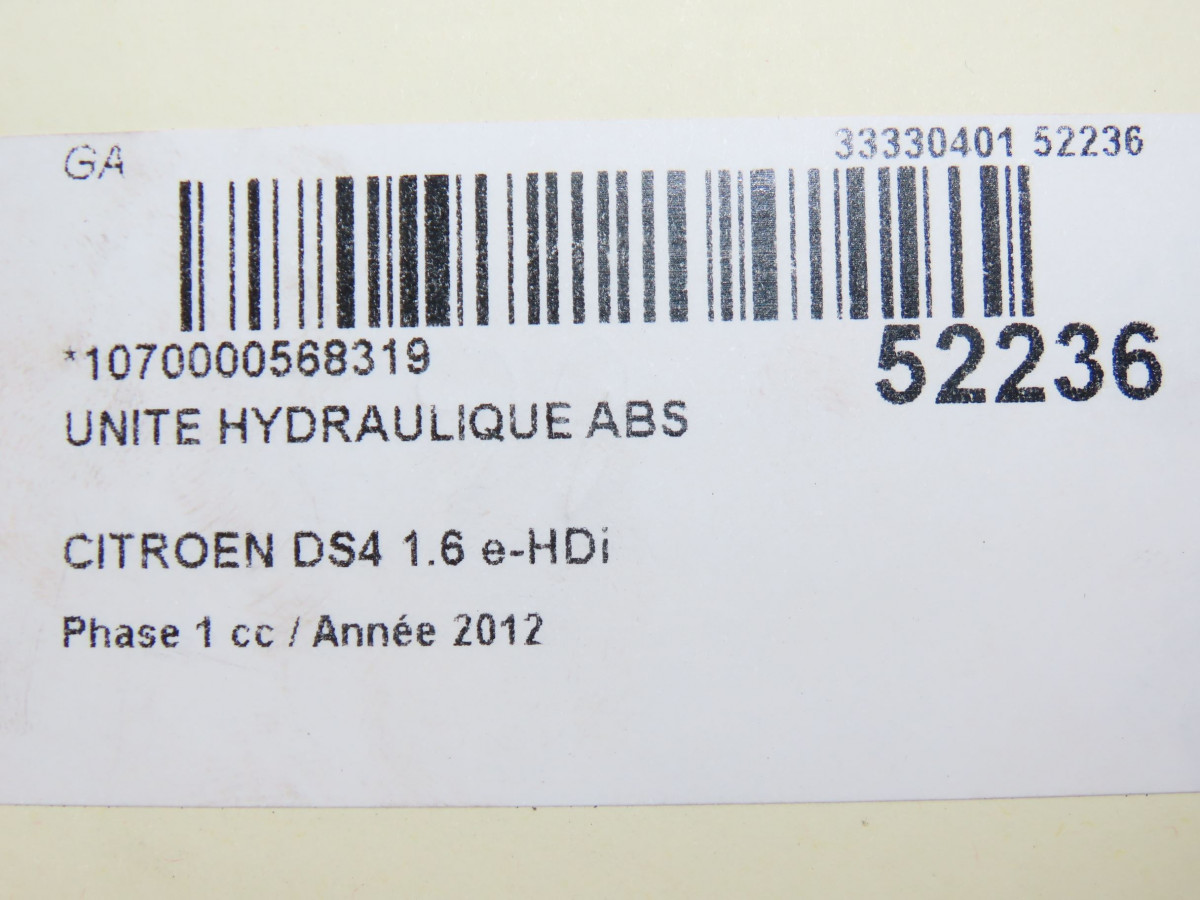 GA
33330401 52236
*1070000568319
52236
UNITE HYDRAULIQUE ABS
CITROEN DS4 1.6 e-HDi
Phase 1 cc / Année 2012